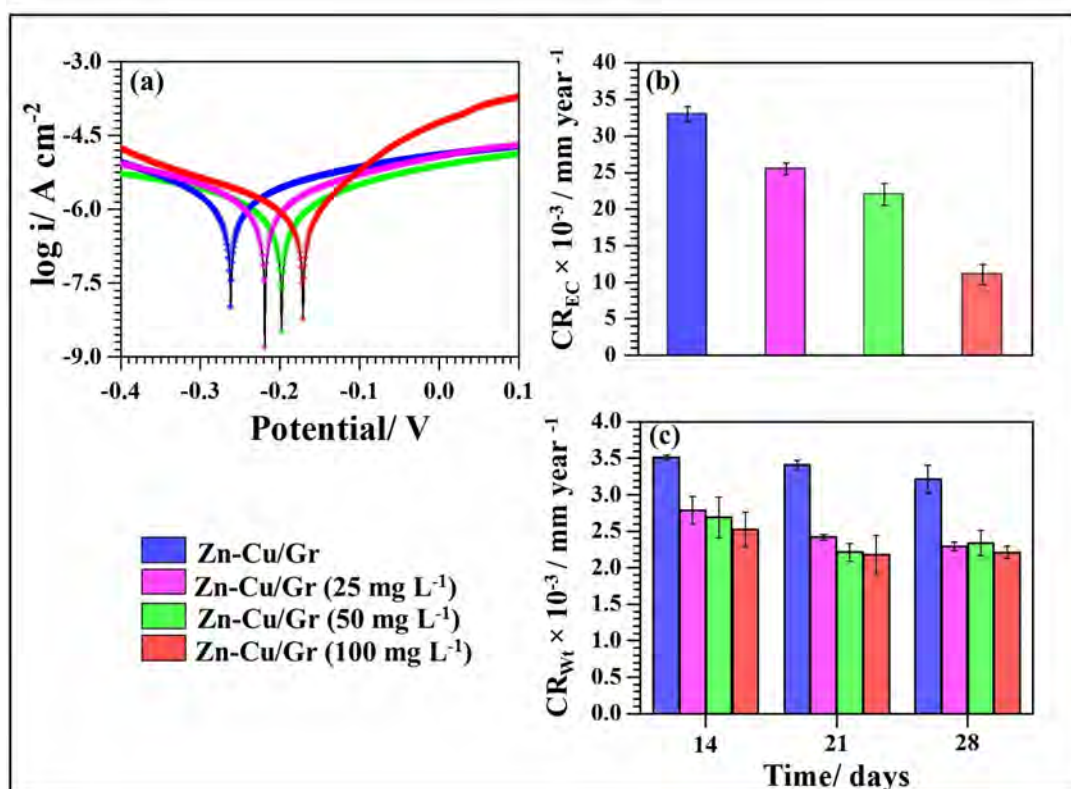 (a)
log i/ A cm⁻²
-3.0
-4.5
-6.0
-7.5
-9.0
-0.4 -0.3 -0.2 -0.1 0.0 0.1
Potential/ V
(b)
CR_EC × 10⁻³ / mm year ⁻¹
40
35
30
25
20
15
10
5
0
Zn-Cu/Gr
Zn-Cu/Gr (25 mg L⁻¹)
Zn-Cu/Gr (50 mg L⁻¹)
Zn-Cu/Gr (100 mg L⁻¹)
(c)
CR_Wt × 10⁻³ / mm year ⁻¹
4.0
3.5
3.0
2.5
2.0
1.5
1.0
0.5
0.0
14 21 28
Time/ days